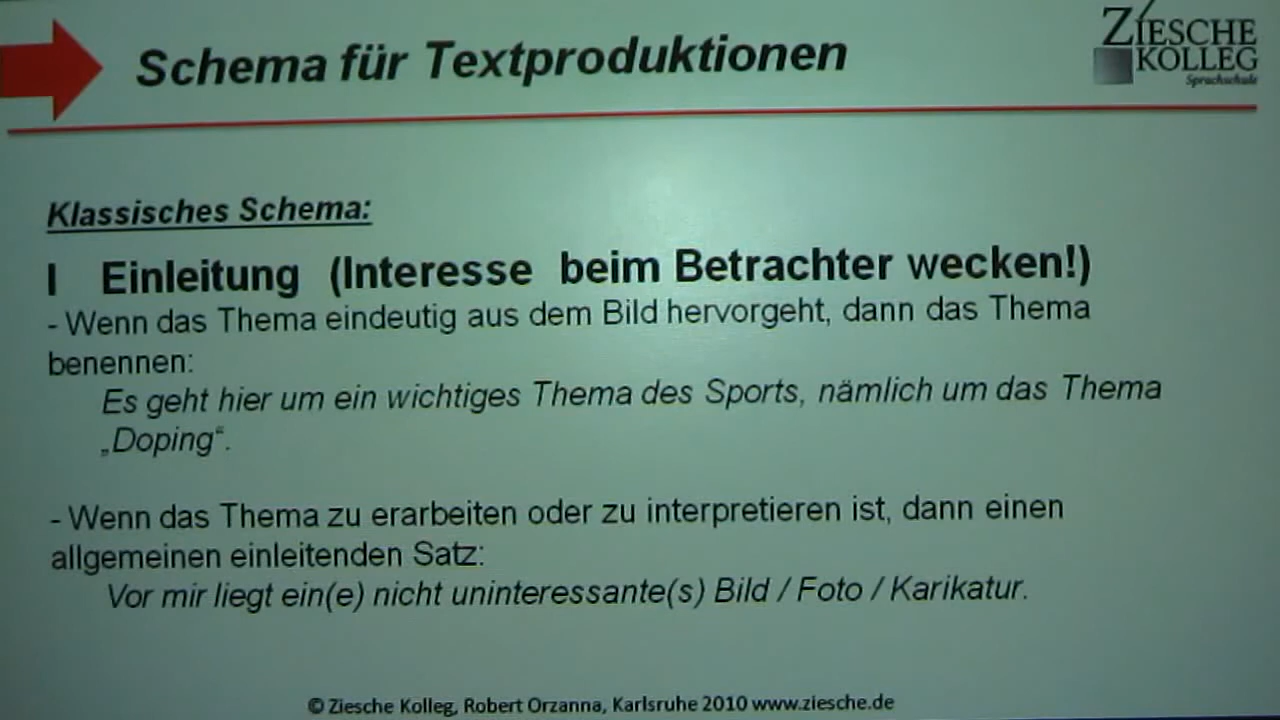 Schema für Textproduktionen
ZIESCHE
KOLLEG
Sprachschule
Klassisches Schema:
I Einleitung (Interesse beim Betrachter wecken!)
- Wenn das Thema eindeutig aus dem Bild hervorgeht, dann das Thema
benennen:
Es geht hier um ein wichtiges Thema des Sports, nämlich um das Thema
„Doping“.
- Wenn das Thema zu erarbeiten oder zu interpretieren ist, dann einen
allgemeinen einleitenden Satz:
Vor mir liegt ein(e) nicht uninteressante(s) Bild / Foto / Karikatur.
© Ziesche Kolleg, Robert Orzanna, Karlsruhe 2010 www.ziesche.de